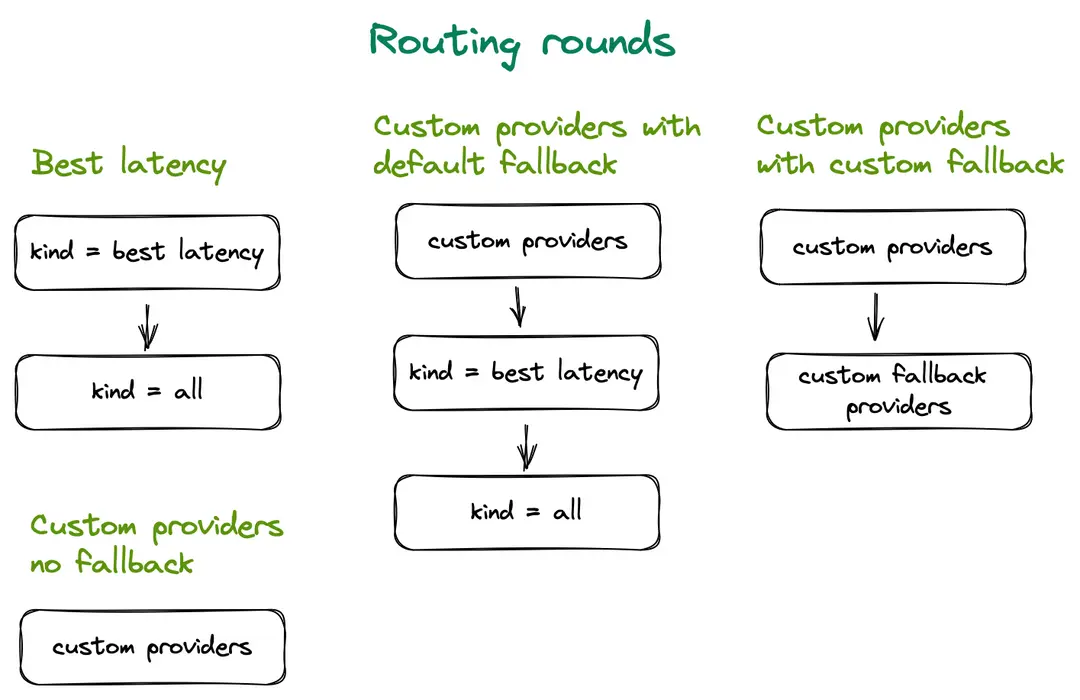 Routing rounds
Best latency
kind = best latency
kind = all
Custom providers with
default fallback
custom providers
kind = best latency
kind = all
Custom providers
with custom fallback
custom providers
custom fallback
providers
Custom providers
no fallback
custom providers